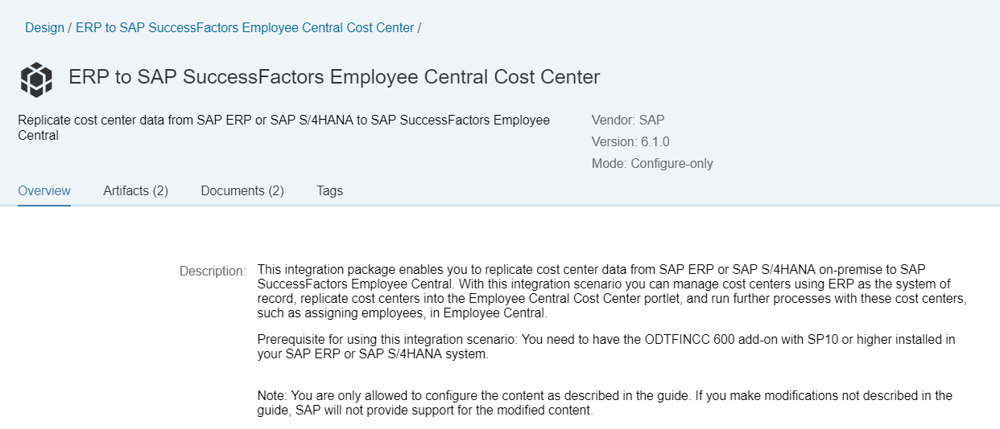 Design / ERP to SAP SuccessFactors Employee Central Cost Center /
ERP to SAP SuccessFactors Employee Central Cost Center
Replicate cost center data from SAP ERP or SAP S/4HANA to SAP SuccessFactors Employee
Central
Vendor: SAP
Version: 6.1.0
Mode: Configure-only
Overview Artifacts (2) Documents (2) Tags
Description: This integration package enables you to replicate cost center data from SAP ERP or SAP S/4HANA on-premise to SAP
SuccessFactors Employee Central. With this integration scenario you can manage cost centers using ERP as the system of
record, replicate cost centers into the Employee Central Cost Center portlet, and run further processes with these cost centers,
such as assigning employees, in Employee Central.
Prerequisite for using this integration scenario: You need to have the ODTFINCC 600 add-on with SP10 or higher installed in
your SAP ERP or SAP S/4HANA system.
Note: You are only allowed to configure the content as described in the guide. If you make modifications not described in the
guide, SAP will not provide support for the modified content.